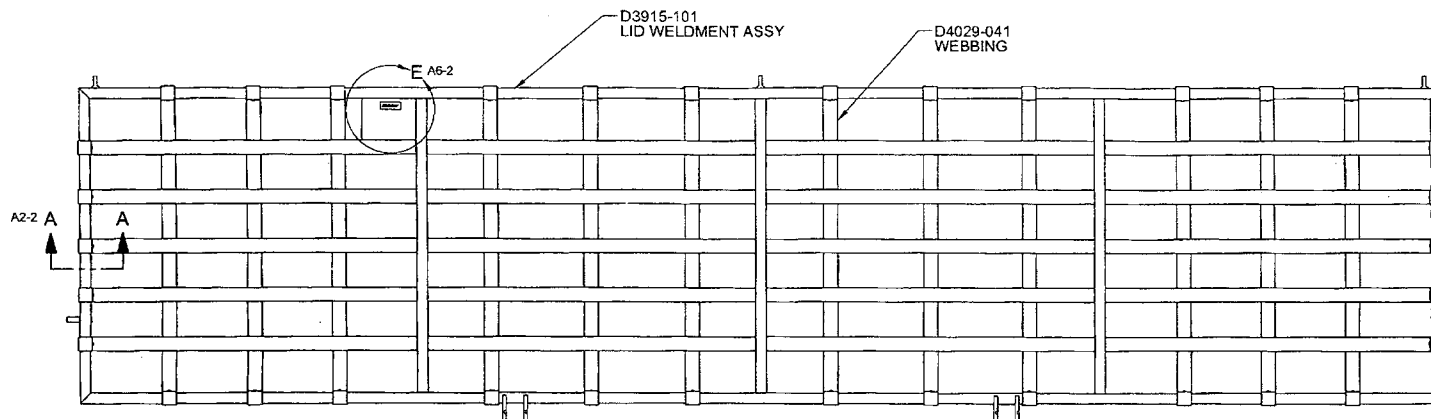 D3915-101
LID WELDMENT ASSY
D4029-041
WEBBING
E A6-2
A2-2 A A